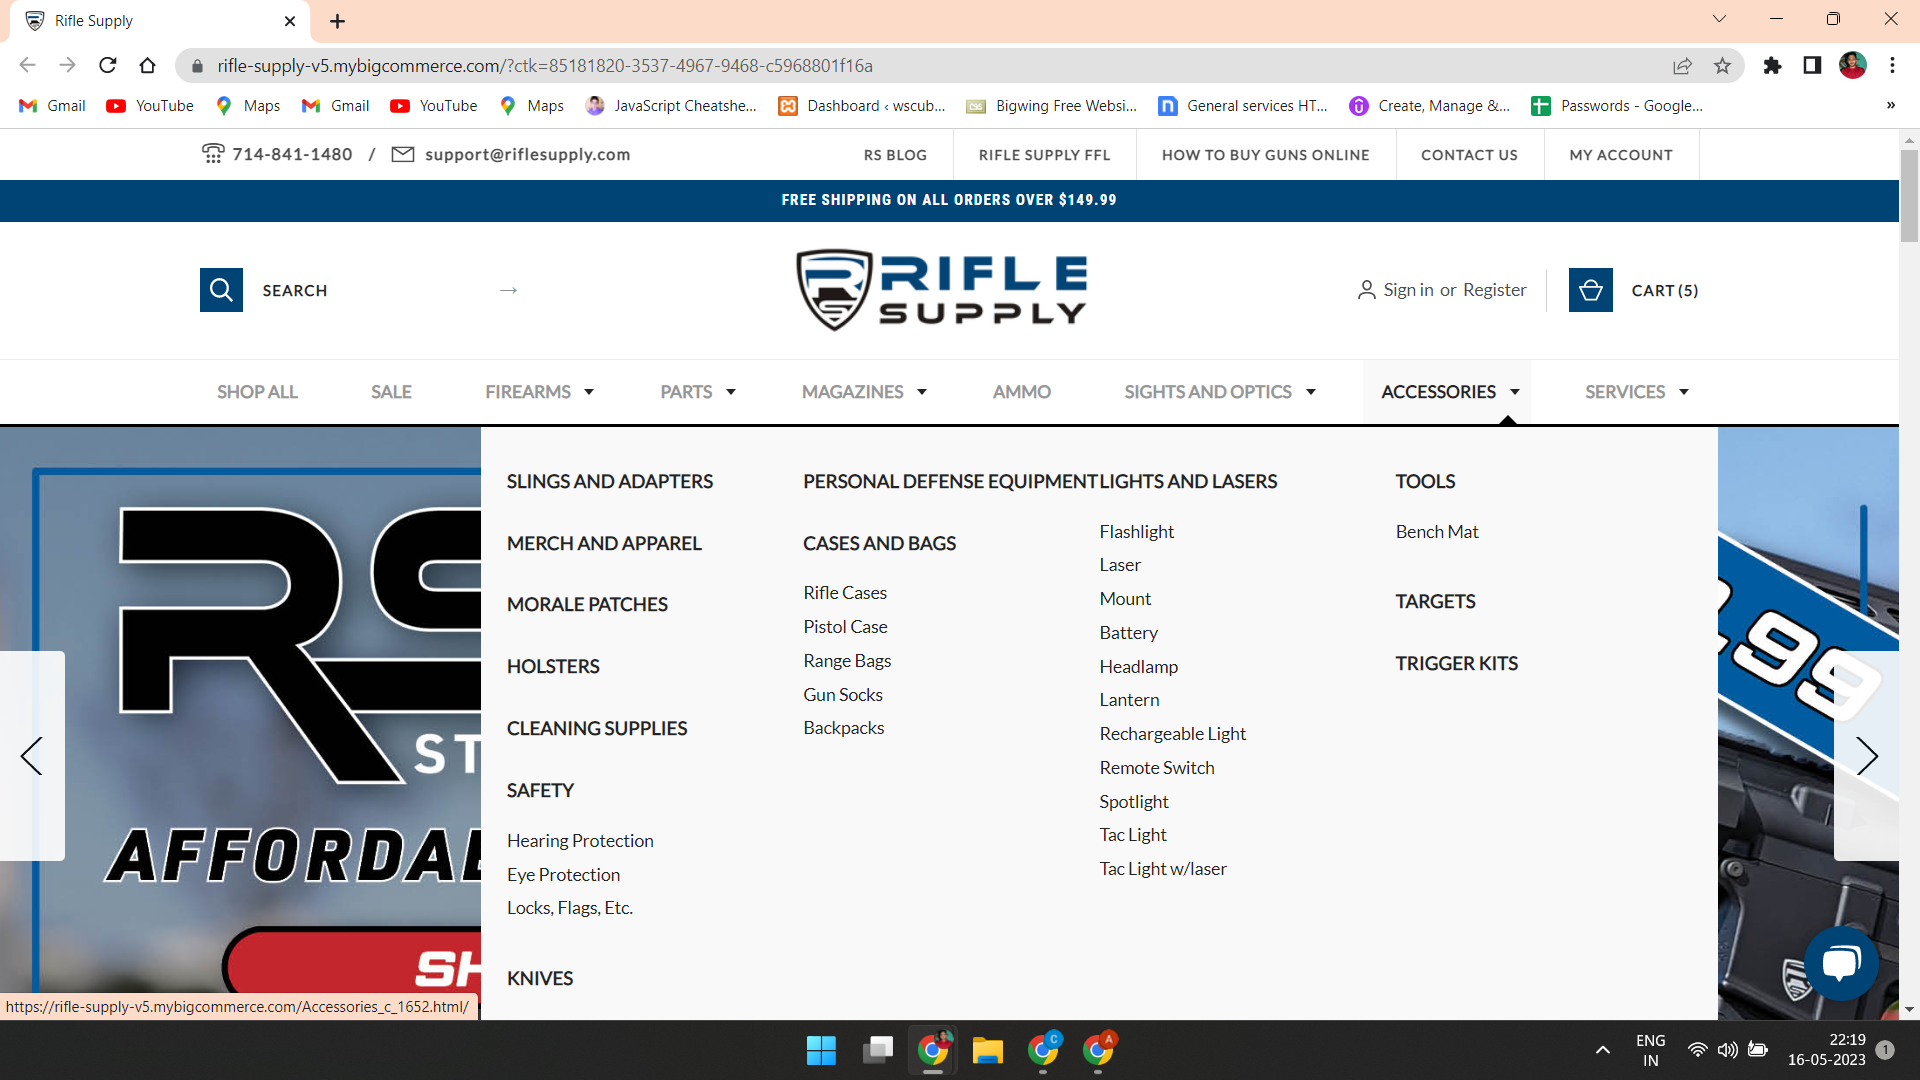 Rifle Supply
rifle-supply-v5.mybigcommerce.com/?ctk=85181820-3537-4967-9468-c5968801f16a
Gmail YouTube Maps Gmail YouTube Maps JavaScript Cheatshe... Dashboard ‹ wscub... Bigwing Free Websi... General services HT... Create, Manage &... Passwords - Google... »
714-841-1480 / support@riflesupply.com RS BLOG RIFLE SUPPLY FFL HOW TO BUY GUNS ONLINE CONTACT US MY ACCOUNT
FREE SHIPPING ON ALL ORDERS OVER $149.99
SEARCH → RIFLE SUPPLY Sign in or Register CART (5)
SHOP ALL SALE FIREARMS PARTS MAGAZINES AMMO SIGHTS AND OPTICS ACCESSORIES SERVICES
SLINGS AND ADAPTERS
MERCH AND APPAREL
MORALE PATCHES
HOLSTERS
CLEANING SUPPLIES
SAFETY
Hearing Protection
Eye Protection
Locks, Flags, Etc.
KNIVES
PERSONAL DEFENSE EQUIPMENT
CASES AND BAGS
Rifle Cases
Pistol Case
Range Bags
Gun Socks
Backpacks
LIGHTS AND LASERS
Flashlight
Laser
Mount
Battery
Headlamp
Lantern
Rechargeable Light
Remote Switch
Spotlight
Tac Light
Tac Light w/laser
TOOLS
Bench Mat
TARGETS
TRIGGER KITS
RS
ST
AFFORDAB
SH
.99
https://rifle-supply-v5.mybigcommerce.com/Accessories_c_1652.html/
C
A
ENG
IN
22:19
16-05-2023
1